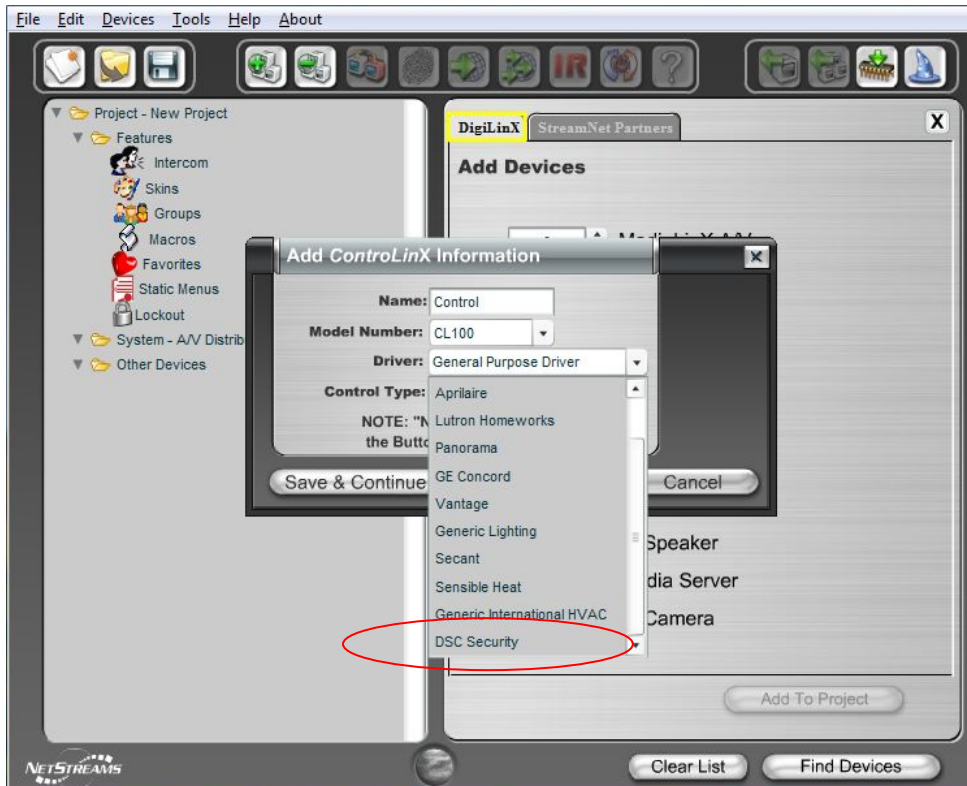 File Edit Devices Tools Help About
IR
?
Project - New Project
Features
Intercom
Skins
Groups
Macros
Favorites
Static Menus
Lockout
System - A/V Distrib
Other Devices
DigiLinX StreamNet Partners X
Add Devices
Add ControLinX Information
Name: Control
Model Number: CL100
Driver: General Purpose Driver
Control Type:
NOTE: "N
the Butto
Aprilaire
Lutron Homeworks
Panorama
GE Concord
Vantage
Generic Lighting
Secant
Sensible Heat
Generic International HVAC
DSC Security
Save & Continue
Cancel
Speaker
dia Server
Camera
Add To Project
NETSTREAMS
Clear List
Find Devices